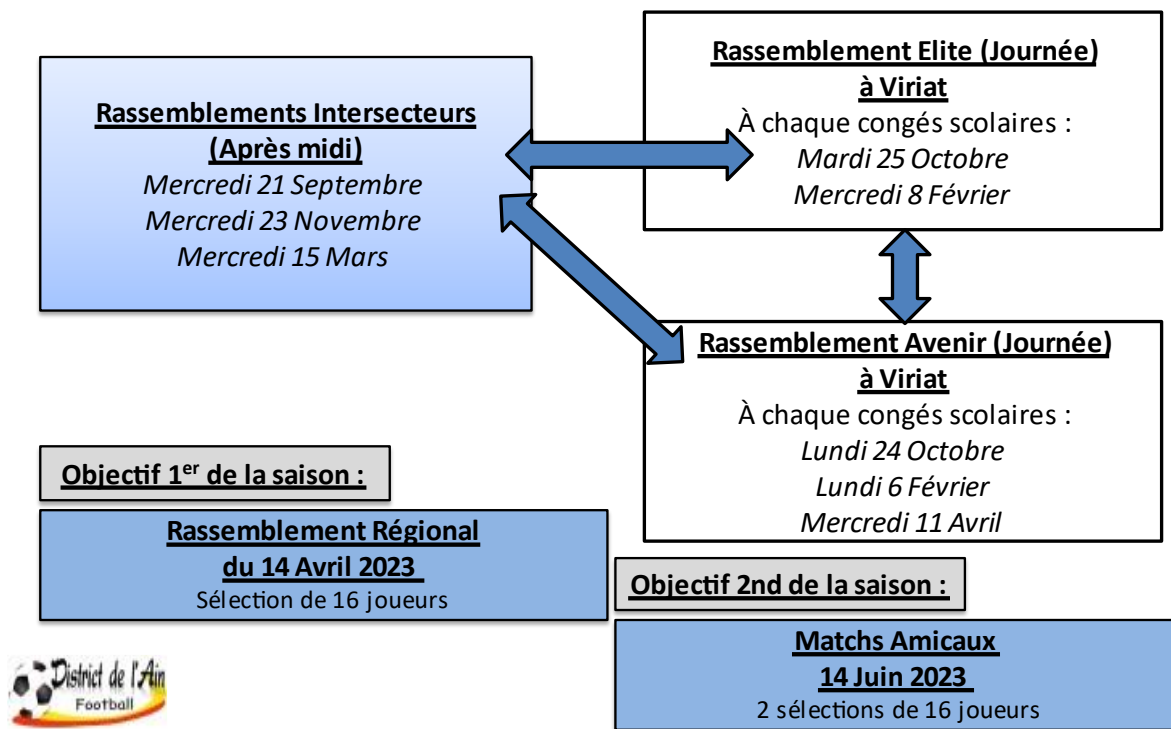 Rassemblements Intersecteurs
(Après midi)
Mercredi 21 Septembre
Mercredi 23 Novembre
Mercredi 15 Mars
Rassemblement Elite (Journée)
à Viriat
À chaque congés scolaires :
Mardi 25 Octobre
Mercredi 8 Février
Rassemblement Avenir (Journée)
à Viriat
À chaque congés scolaires :
Lundi 24 Octobre
Lundi 6 Février
Mercredi 11 Avril
Objectif 1er de la saison :
Rassemblement Régional
du 14 Avril 2023
Sélection de 16 joueurs
Objectif 2nd de la saison :
Matchs Amicaux
14 Juin 2023
2 sélections de 16 joueurs
District de l'Ain
Football